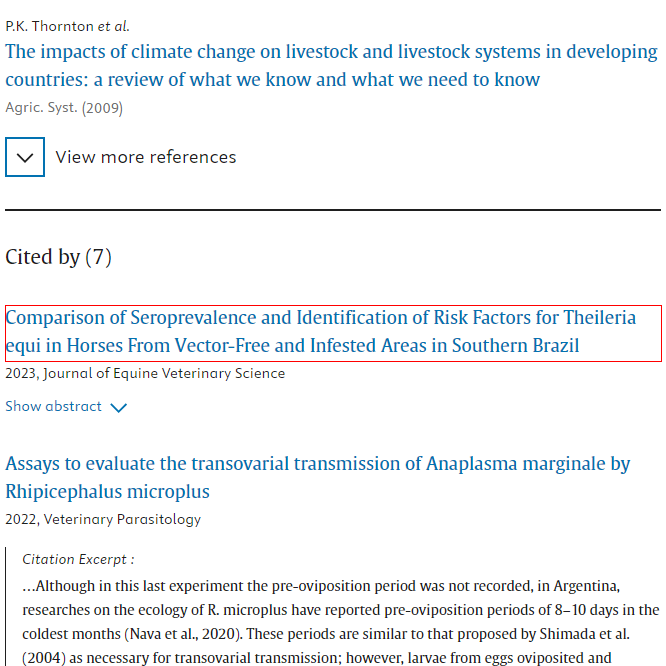 P.K. Thornton et al.
The impacts of climate change on livestock and livestock systems in developing
countries: a review of what we know and what we need to know
Agric. Syst. (2009)
View more references
Cited by (7)
Comparison of Seroprevalence and Identification of Risk Factors for Theileria
equi in Horses From Vector-Free and Infested Areas in Southern Brazil
2023, Journal of Equine Veterinary Science
Show abstract
Assays to evaluate the transovarial transmission of Anaplasma marginale by
Rhipicephalus microplus
2022, Veterinary Parasitology
Citation Excerpt :
…Although in this last experiment the pre-oviposition period was not recorded, in Argentina,
researches on the ecology of R. microplus have reported pre-oviposition periods of 8–10 days in the
coldest months (Nava et al., 2020). These periods are similar to that proposed by Shimada et al.
(2004) as necessary for transovarial transmission; however, larvae from eggs oviposited and